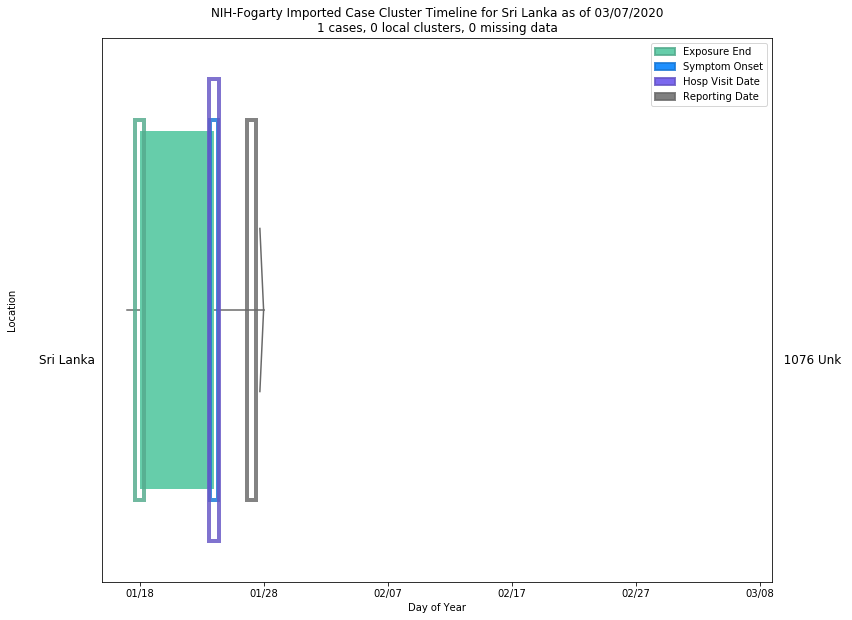 NIH-Fogarty Imported Case Cluster Timeline for Sri Lanka as of 03/07/2020
1 cases, 0 local clusters, 0 missing data
Exposure End
Symptom Onset
Hosp Visit Date
Reporting Date
Location
Sri Lanka
1076 Unk
01/18
01/28
02/07
02/17
02/27
03/08
Day of Year